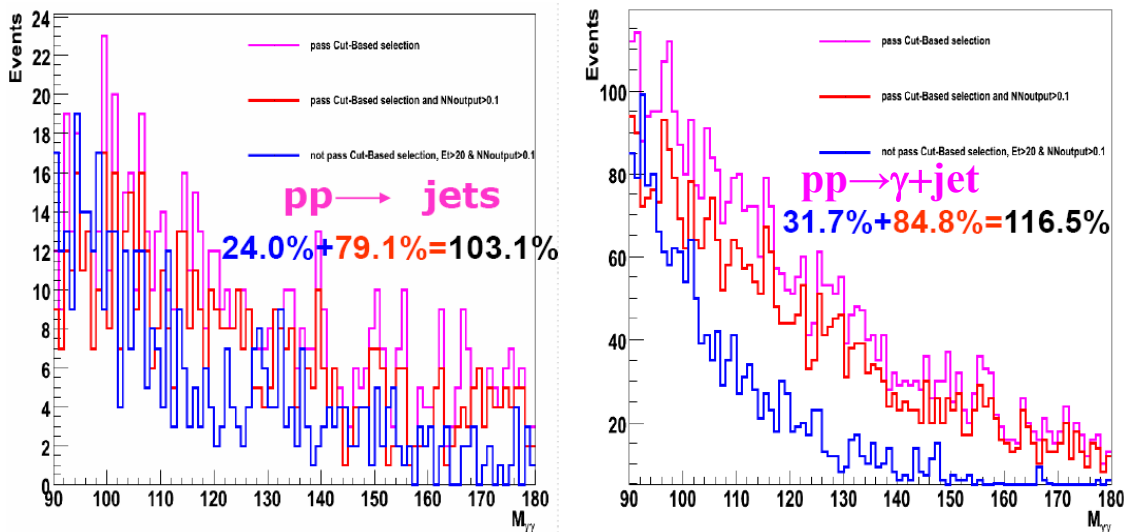 Events
24
22
20
18
16
14
12
10
8
6
4
2
0
pass Cut-Based selection
pass Cut-Based selection and NNoutput>0.1
not pass Cut-Based selection, Et>20 & NNoutput>0.1
pp → jets
24.0%+79.1%=103.1%
90 100 110 120 130 140 150 160 170 180
Mγγ
Events
100
80
60
40
20
pass Cut-Based selection
pass Cut-Based selection and NNoutput>0.1
not pass Cut-Based selection, Et>20 & NNoutput>0.1
pp→γ+jet
31.7%+84.8%=116.5%
90 100 110 120 130 140 150 160 170 180
Mγγ